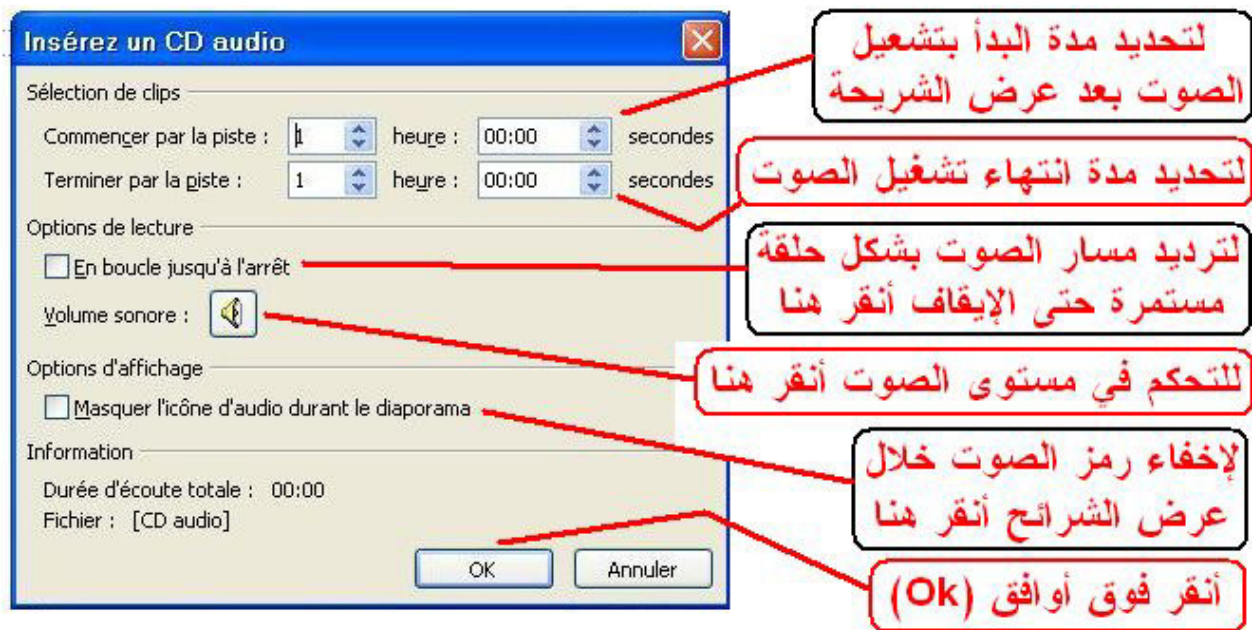 Insérez un CD audio
Sélection de clips
Commencer par la piste : 1 heure : 00:00 secondes
Terminer par la piste : 1 heure : 00:00 secondes
Options de lecture
En boucle jusqu'à l'arrêt
Volume sonore :
Options d'affichage
Masquer l'icône d'audio durant le diaporama
Information
Durée d'écoute totale : 00:00
Fichier : [CD audio]
OK Annuler
لتحديد مدة البدأ بتشعيل
الصوت بعد عرض الشريحة
لتحديد مدة انتهاء تشغيل الصوت
لترديد مسار الصوت بشكل حلقة
مستمرة حتى الإيقاف أنقر هنا
للتحكم في مستوى الصوت أنقر هنا
لإخفاء رمز الصوت خلال
عرض الشرائح أنقر هنا
أنقر فوق أوافق (Ok)